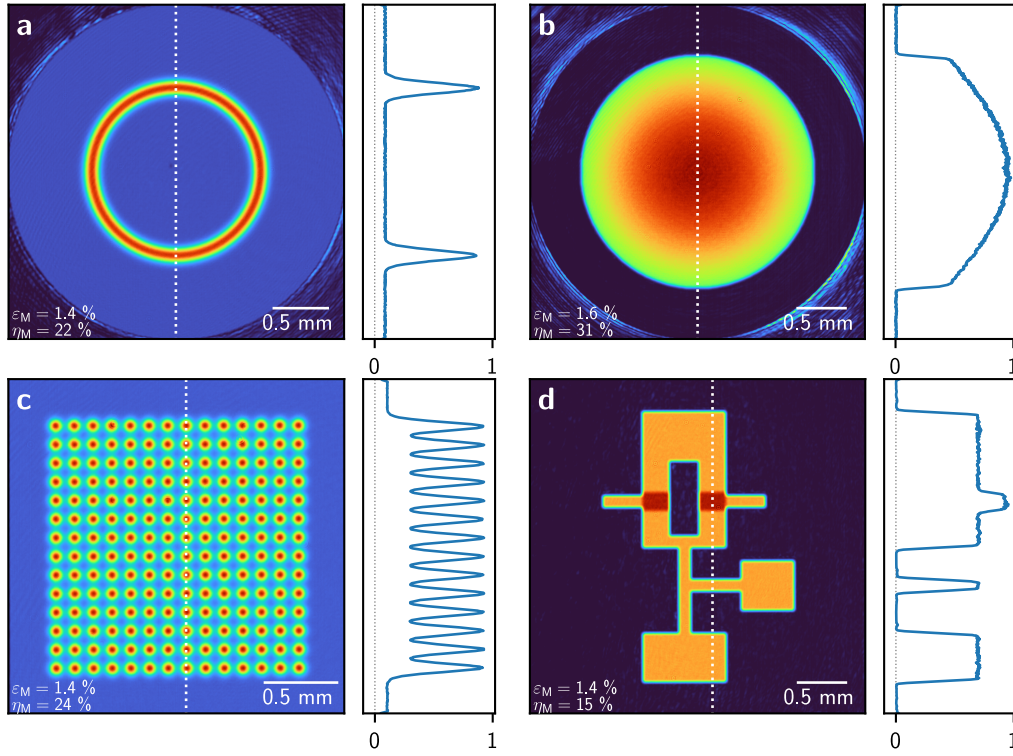 a
ε_M = 1.4 %
η_M = 22 %
0.5 mm
0
b
ε_M = 1.6 %
η_M = 31 %
0.5 mm
0 1
c
ε_M = 1.4 %
η_M = 24 %
0.5 mm
0 1
d
ε_M = 1.4 %
η_M = 15 %
0.5 mm
0 1